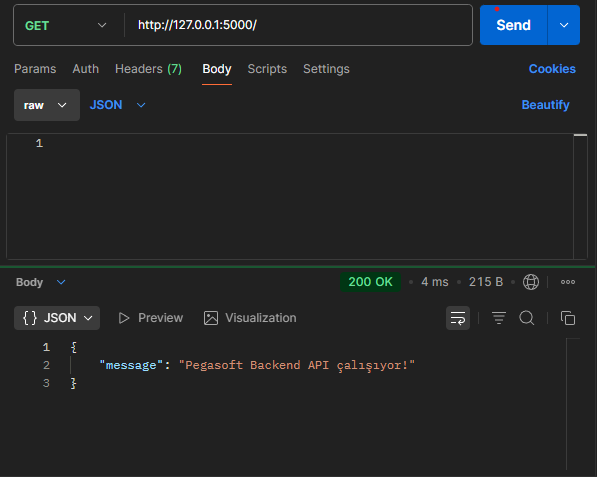 GET http://127.0.0.1:5000/ Send
Params Auth Headers (7) Body Scripts Settings Cookies
raw JSON Beautify
1
Body 200 OK 4 ms 215 B
{} JSON Preview Visualization
1 {
2 "message": "Pegasoft Backend API çalışıyor!"
3 }